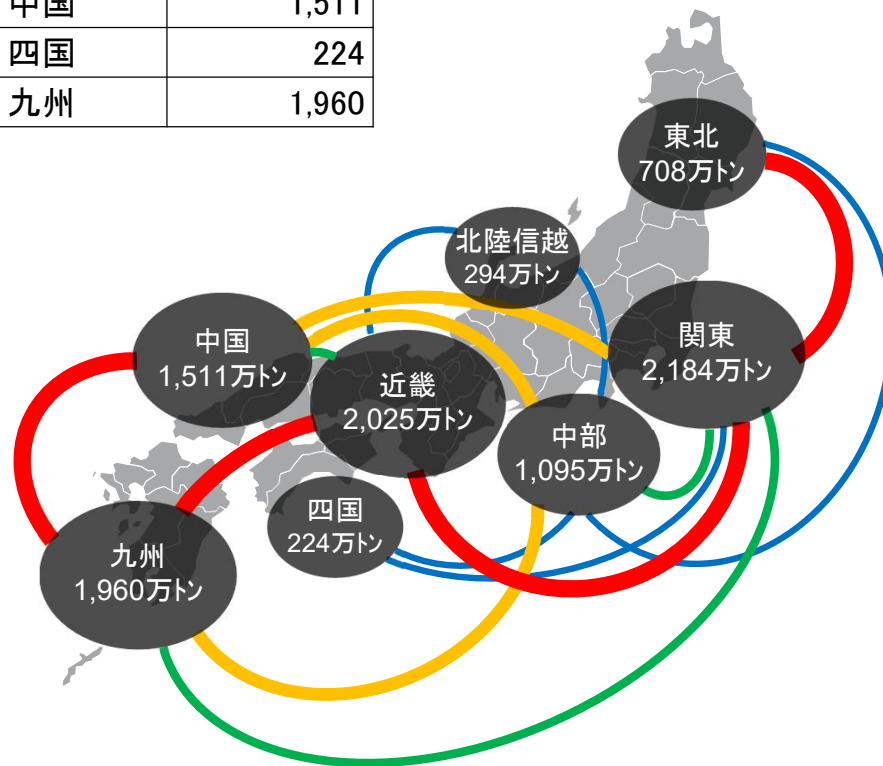 中国 1,511
四国 224
九州 1,960
東北
708万トン
北陸信越
294万トン
中国
1,511万トン
関東
2,184万トン
近畿
2,025万トン
中部
1,095万トン
四国
224万トン
九州
1,960万トン